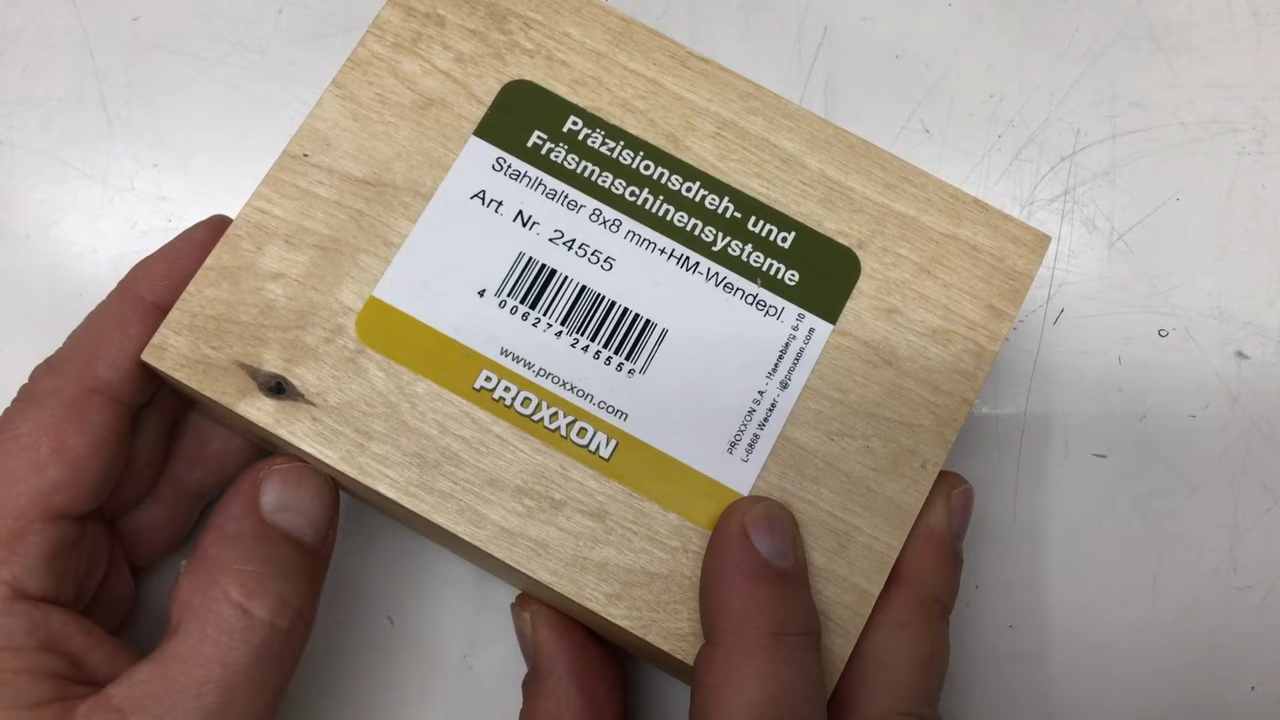 Präzisionsdreh- und
Fräsmaschinensysteme
Stahlhalter 8x8 mm+HM-Wendepl.
Art. Nr. 24555
4 006274 245556
www.proxxon.com
PROXXON
PROXXON S.A. - Haerebierg 6-10
L-6868 Wecker - i@proxxon.com